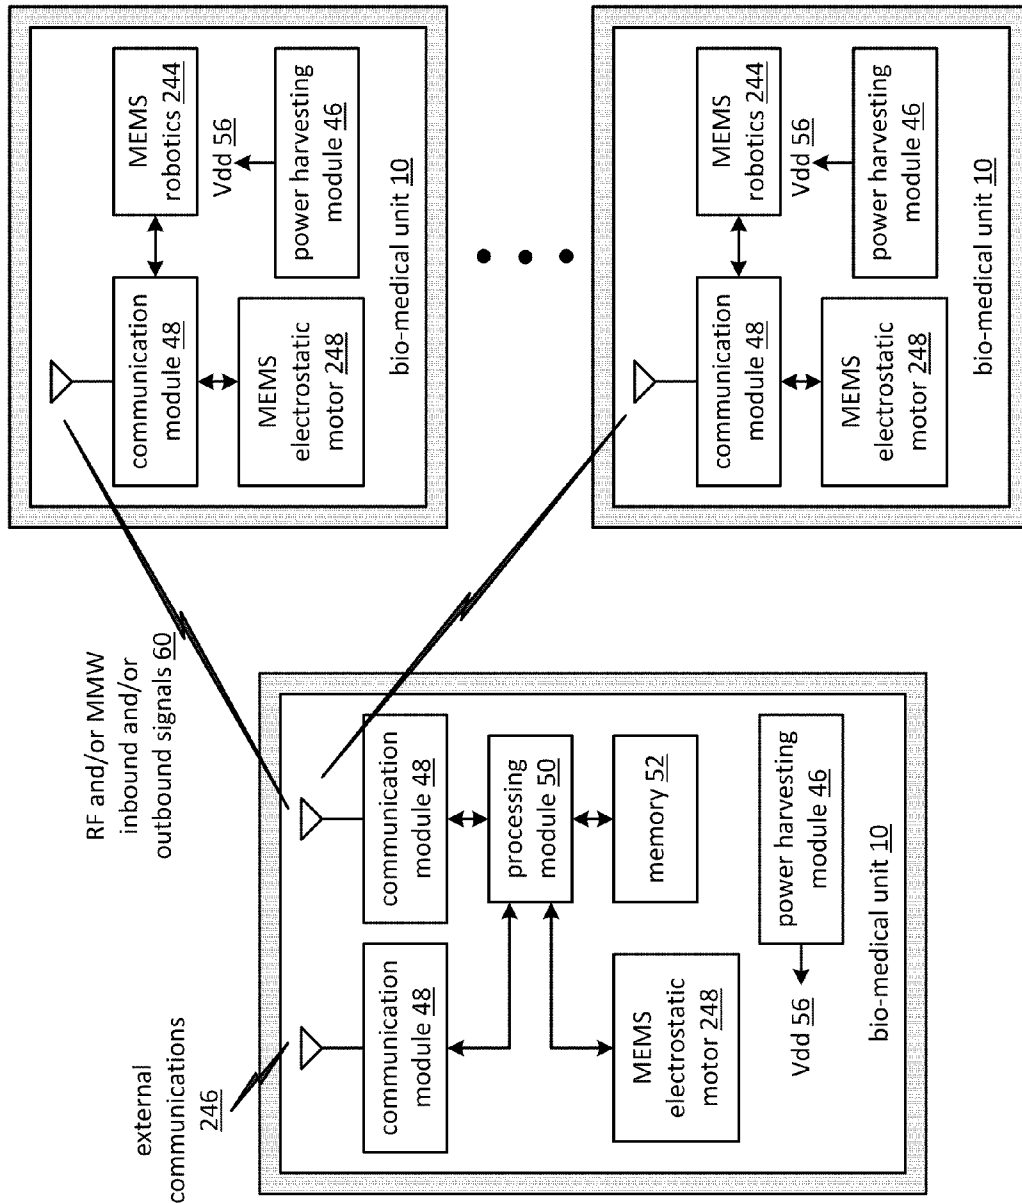 external
communications
246
RF and/or MMW
inbound and/or
outbound signals 60
communication
module 48
communication
module 48
processing
module 50
MEMS
electrostatic
motor 248
memory 52
Vdd 56
power harvesting
module 46
bio-medical unit 10
communication
module 48
MEMS
robotics 244
MEMS
electrostatic
motor 248
Vdd 56
power harvesting
module 46
bio-medical unit 10
communication
module 48
MEMS
robotics 244
MEMS
electrostatic
motor 248
Vdd 56
power harvesting
module 46
bio-medical unit 10